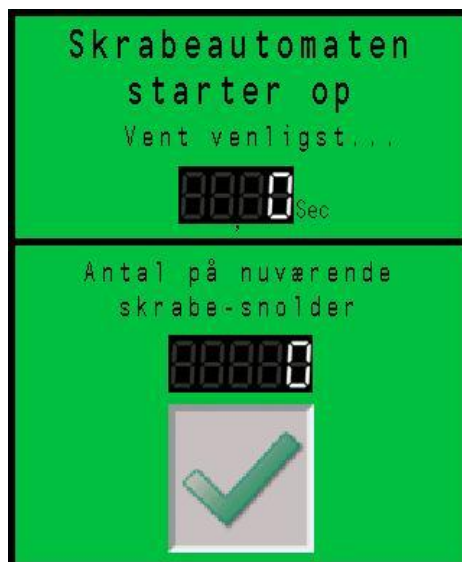 Skrabeautomaten
starter op
Vent venligst...
0 Sec
Antal på nuværende
skrabe-snolder
0